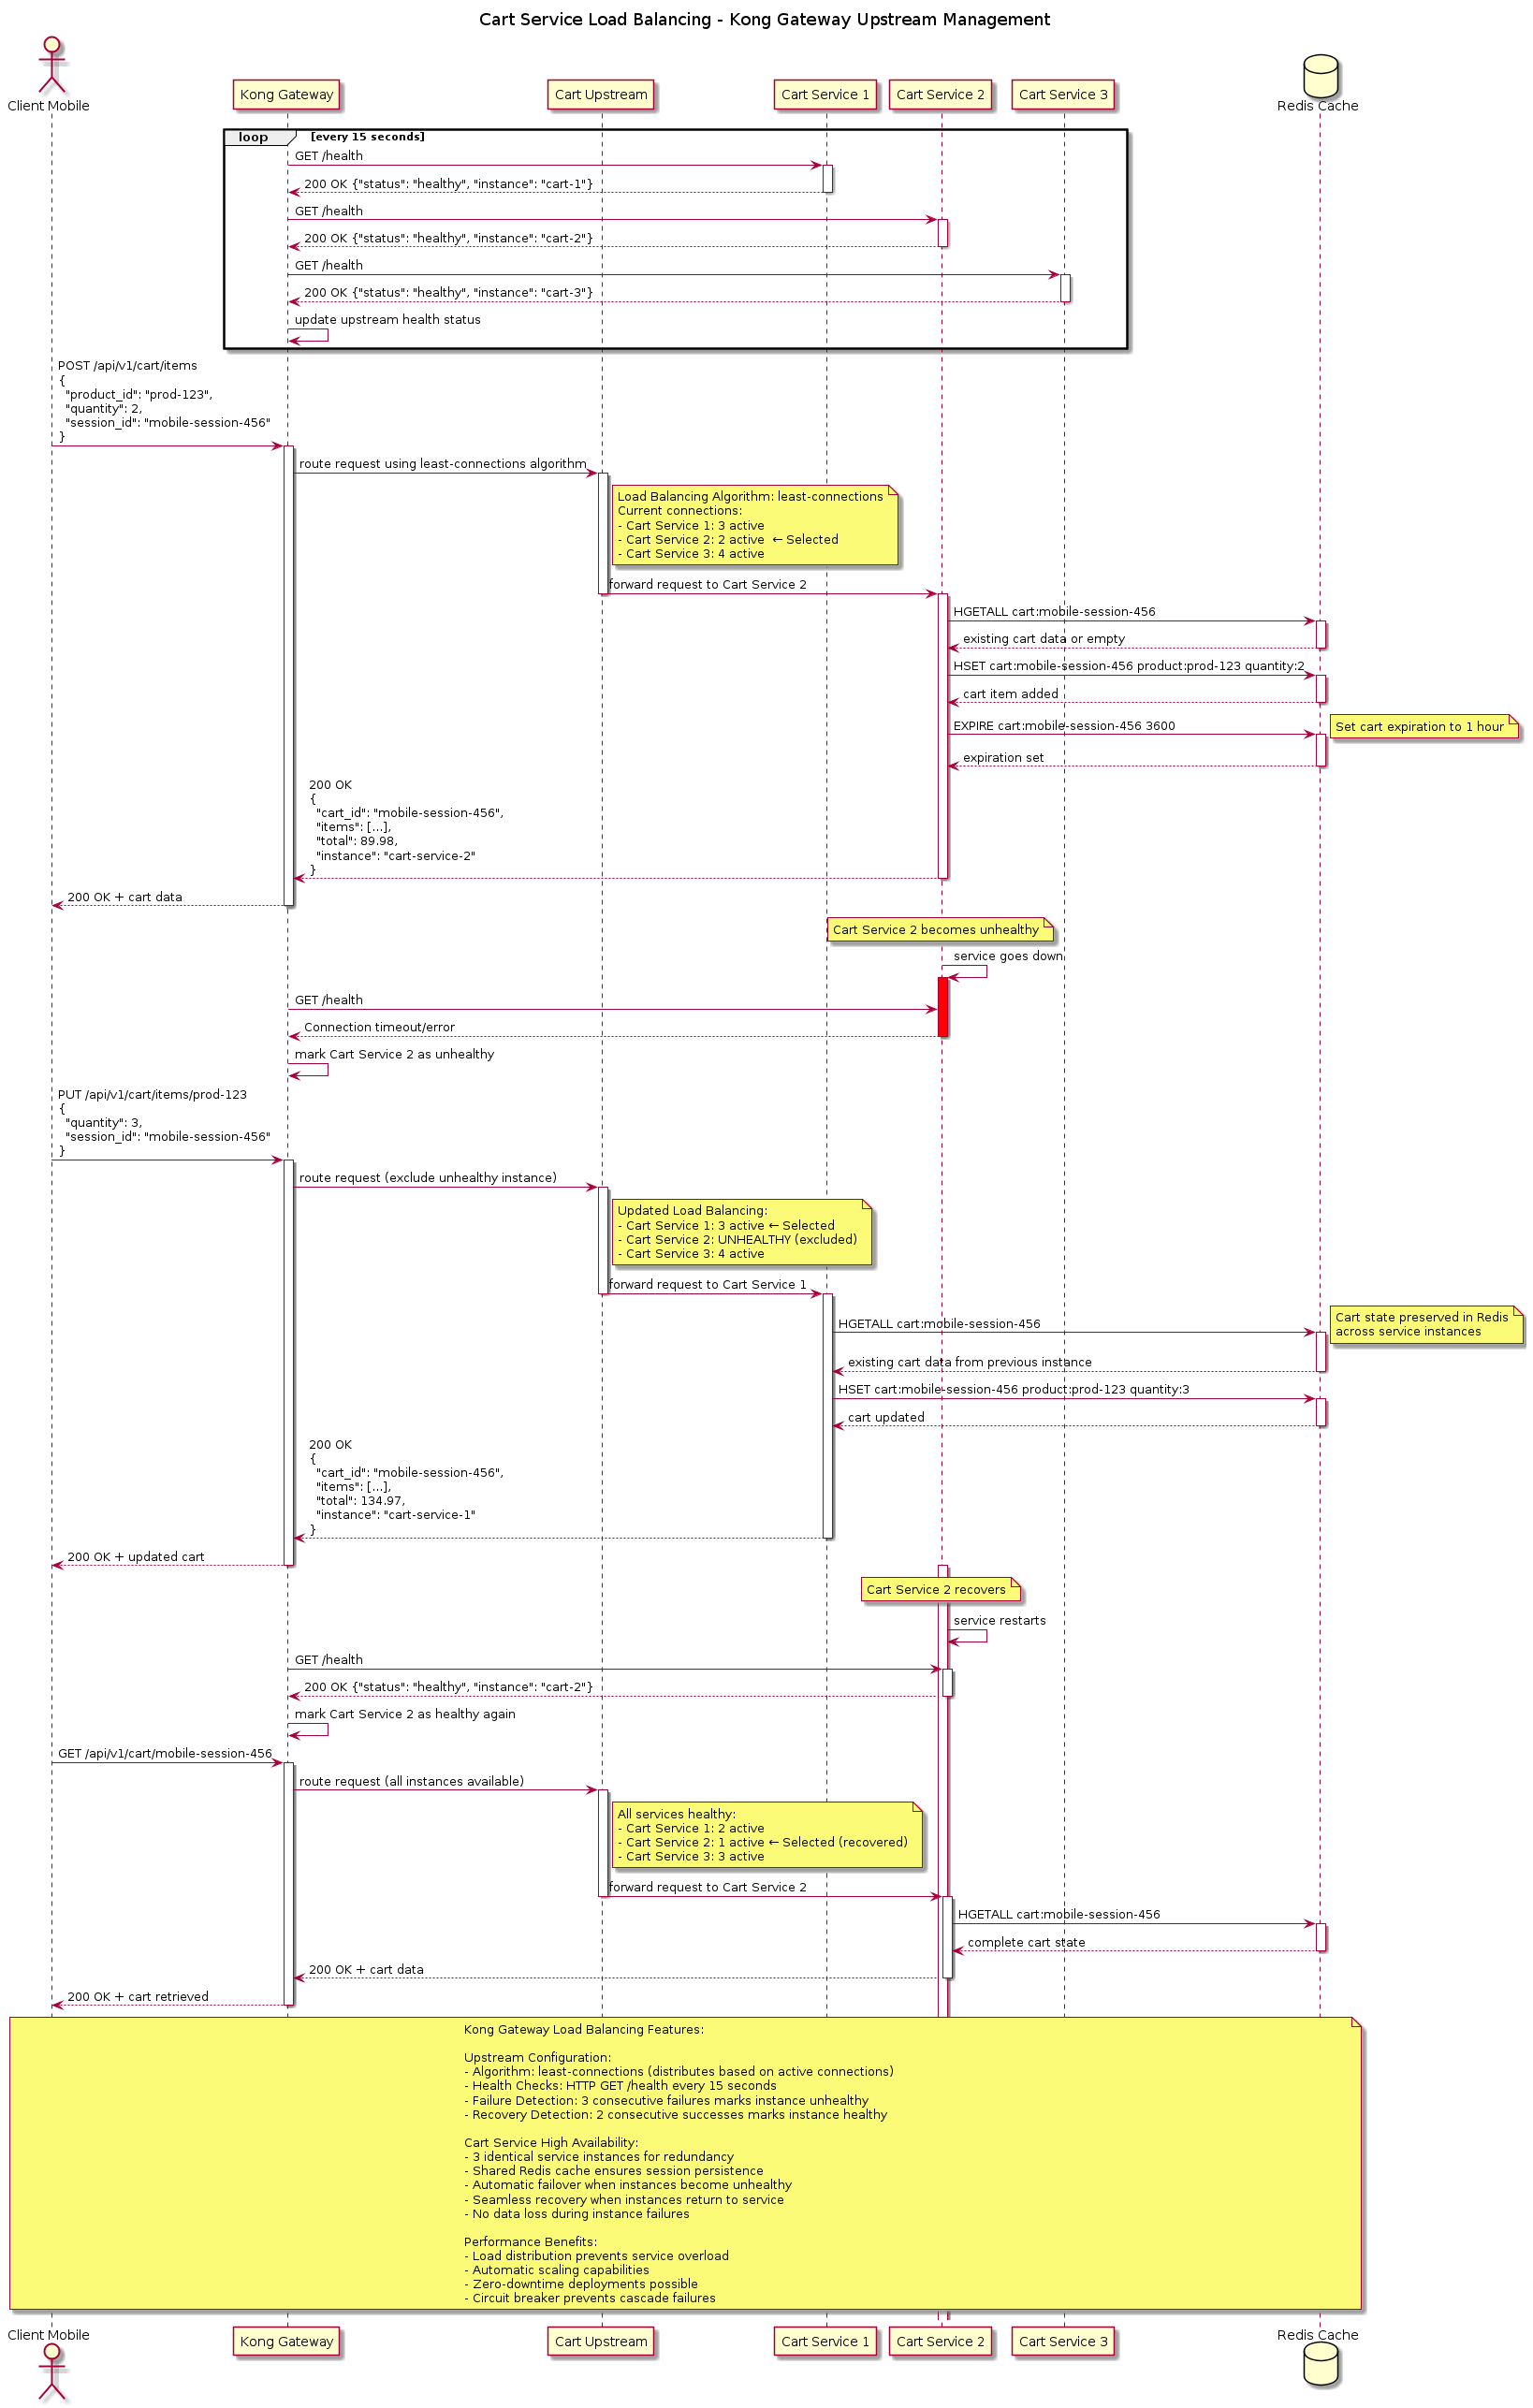 Cart Service Load Balancing - Kong Gateway Upstream Management
Client Mobile
Kong Gateway
Cart Upstream
Cart Service 1
Cart Service 2
Cart Service 3
Redis Cache
loop
[every 15 seconds]
GET /health
200 OK {"status": "healthy", "instance": "cart-1"}
GET /health
200 OK {"status": "healthy", "instance": "cart-2"}
GET /health
200 OK {"status": "healthy", "instance": "cart-3"}
update upstream health status
POST /api/v1/cart/items
{
"product_id": "prod-123",
"quantity": 2,
"session_id": "mobile-session-456"
}
route request using least-connections algorithm
Load Balancing Algorithm: least-connections
Current connections:
- Cart Service 1: 3 active
- Cart Service 2: 2 active ← Selected
- Cart Service 3: 4 active
forward request to Cart Service 2
HGETALL cart:mobile-session-456
existing cart data or empty
HSET cart:mobile-session-456 product:prod-123 quantity:2
cart item added
EXPIRE cart:mobile-session-456 3600
Set cart expiration to 1 hour
expiration set
200 OK
{
"cart_id": "mobile-session-456",
"items": [...],
"total": 89.98,
"instance": "cart-service-2"
}
200 OK + cart data
Cart Service 2 becomes unhealthy
service goes down
GET /health
Connection timeout/error
mark Cart Service 2 as unhealthy
PUT /api/v1/cart/items/prod-123
{
"quantity": 3,
"session_id": "mobile-session-456"
}
route request (exclude unhealthy instance)
Updated Load Balancing:
- Cart Service 1: 3 active ← Selected
- Cart Service 2: UNHEALTHY (excluded)
- Cart Service 3: 4 active
forward request to Cart Service 1
HGETALL cart:mobile-session-456
Cart state preserved in Redis
across service instances
existing cart data from previous instance
HSET cart:mobile-session-456 product:prod-123 quantity:3
cart updated
200 OK
{
"cart_id": "mobile-session-456",
"items": [...],
"total": 134.97,
"instance": "cart-service-1"
}
200 OK + updated cart
Cart Service 2 recovers
service restarts
GET /health
200 OK {"status": "healthy", "instance": "cart-2"}
mark Cart Service 2 as healthy again
GET /api/v1/cart/mobile-session-456
route request (all instances available)
All services healthy:
- Cart Service 1: 2 active
- Cart Service 2: 1 active ← Selected (recovered)
- Cart Service 3: 3 active
forward request to Cart Service 2
HGETALL cart:mobile-session-456
complete cart state
200 OK + cart data
200 OK + cart retrieved
Kong Gateway Load Balancing Features:
Upstream Configuration:
- Algorithm: least-connections (distributes based on active connections)
- Health Checks: HTTP GET /health every 15 seconds
- Failure Detection: 3 consecutive failures marks instance unhealthy
- Recovery Detection: 2 consecutive successes marks instance healthy
Cart Service High Availability:
- 3 identical service instances for redundancy
- Shared Redis cache ensures session persistence
- Automatic failover when instances become unhealthy
- Seamless recovery when instances return to service
- No data loss during instance failures
Performance Benefits:
- Load distribution prevents service overload
- Automatic scaling capabilities
- Zero-downtime deployments possible
- Circuit breaker prevents cascade failures
Client Mobile
Kong Gateway
Cart Upstream
Cart Service 1
Cart Service 2
Cart Service 3
Redis Cache